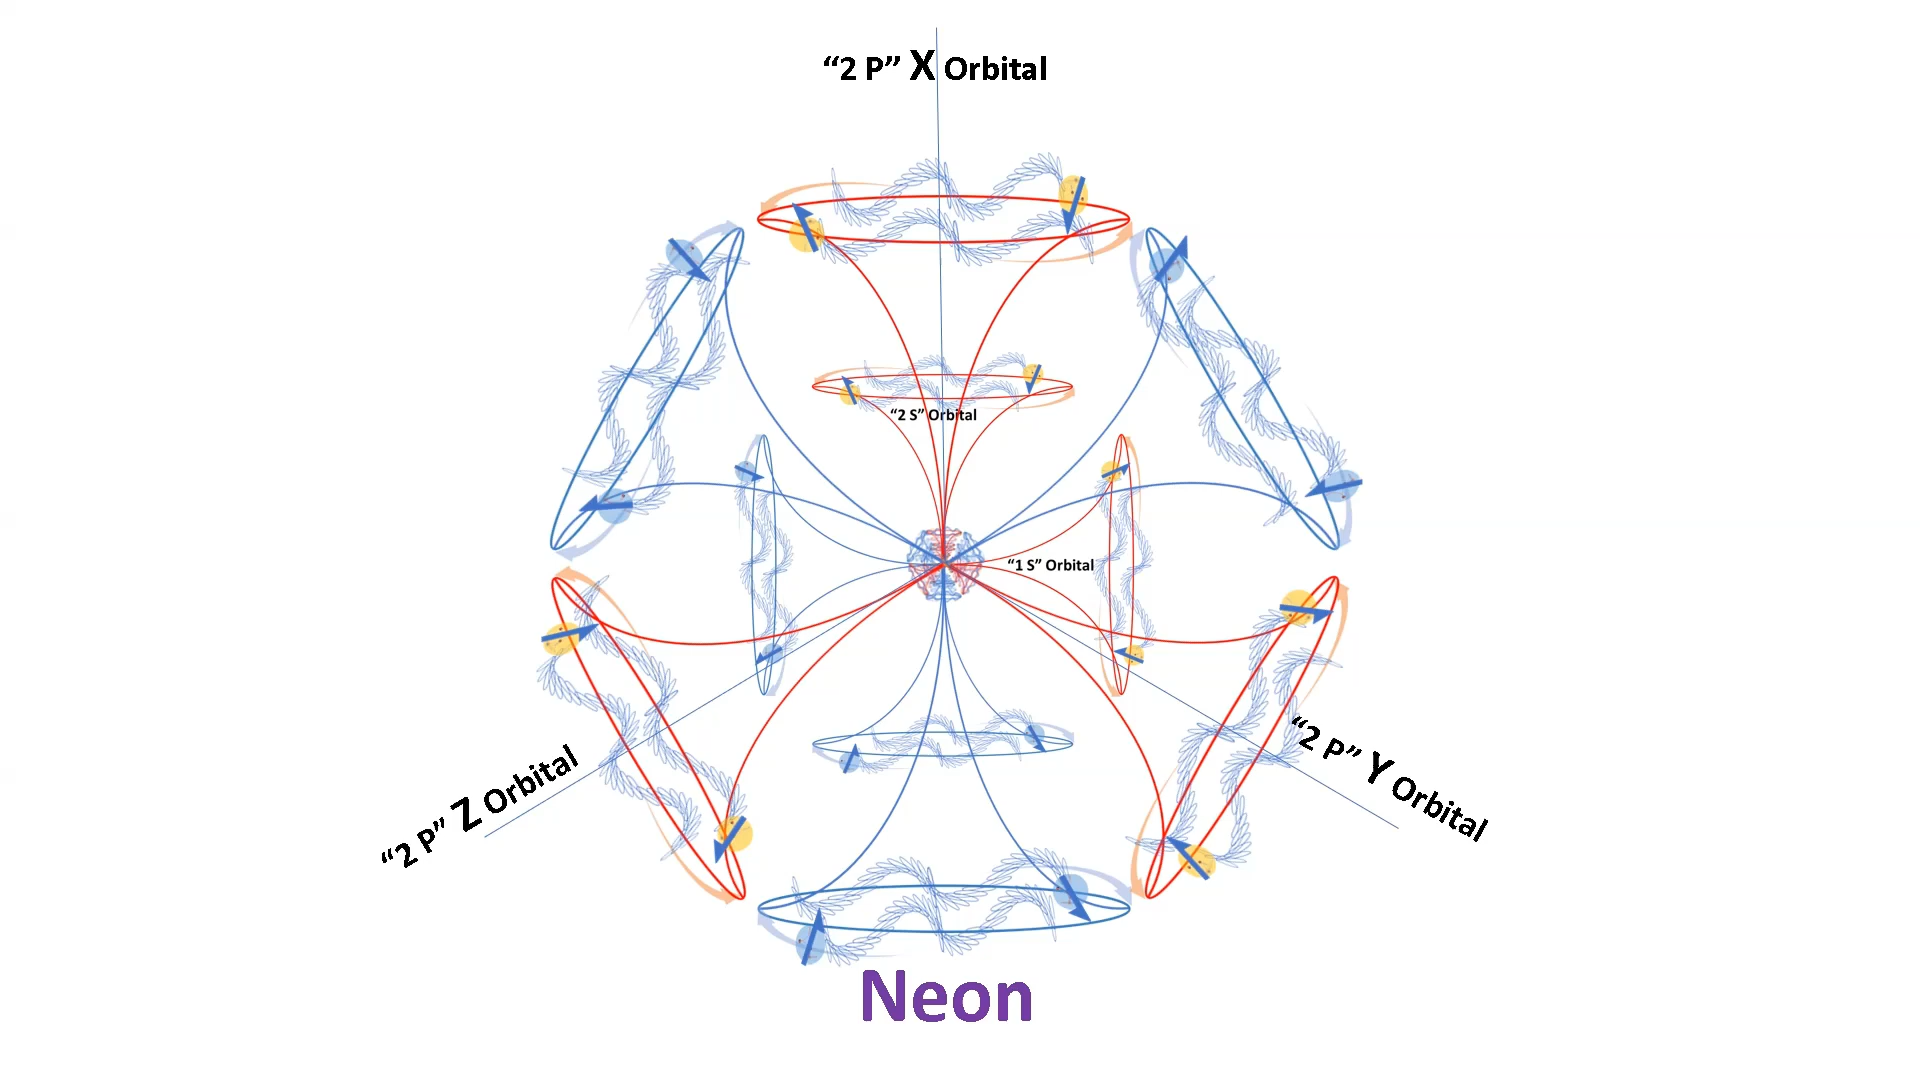 “2 P” X Orbital
“2 S” Orbital
“1 S” Orbital
“2 P” Z Orbital
“2 P” Y Orbital
Neon